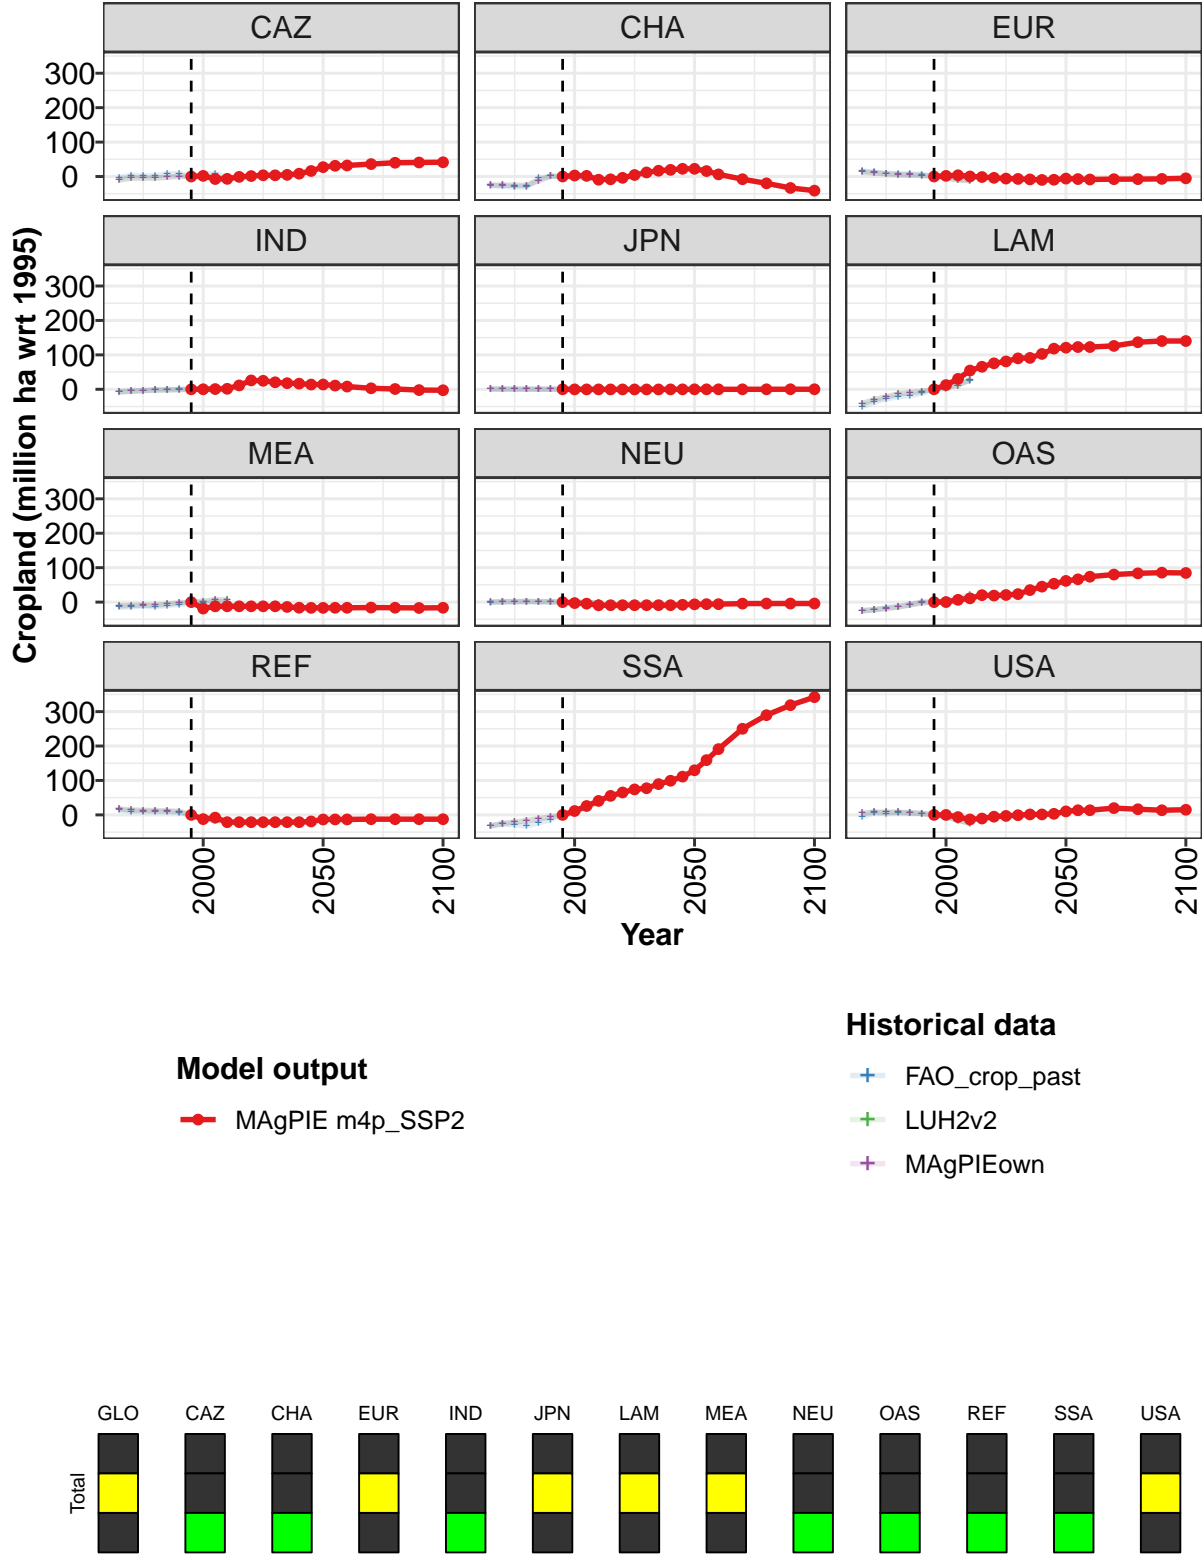 CAZ CHA EUR
300
200
100
0
IND JPN LAM
300
200
100
0
MEA NEU OAS
300
200
100
0
REF SSA USA
300
200
100
0
Cropland (million ha wrt 1995)
2000 2050 2100 2000 2050 2100 2000 2050 2100
Year
Model output
MAgPIE m4p_SSP2
Historical data
FAO_crop_past
LUH2v2
MAgPIEown
GLO CAZ CHA EUR IND JPN LAM MEA NEU OAS REF SSA USA
Total